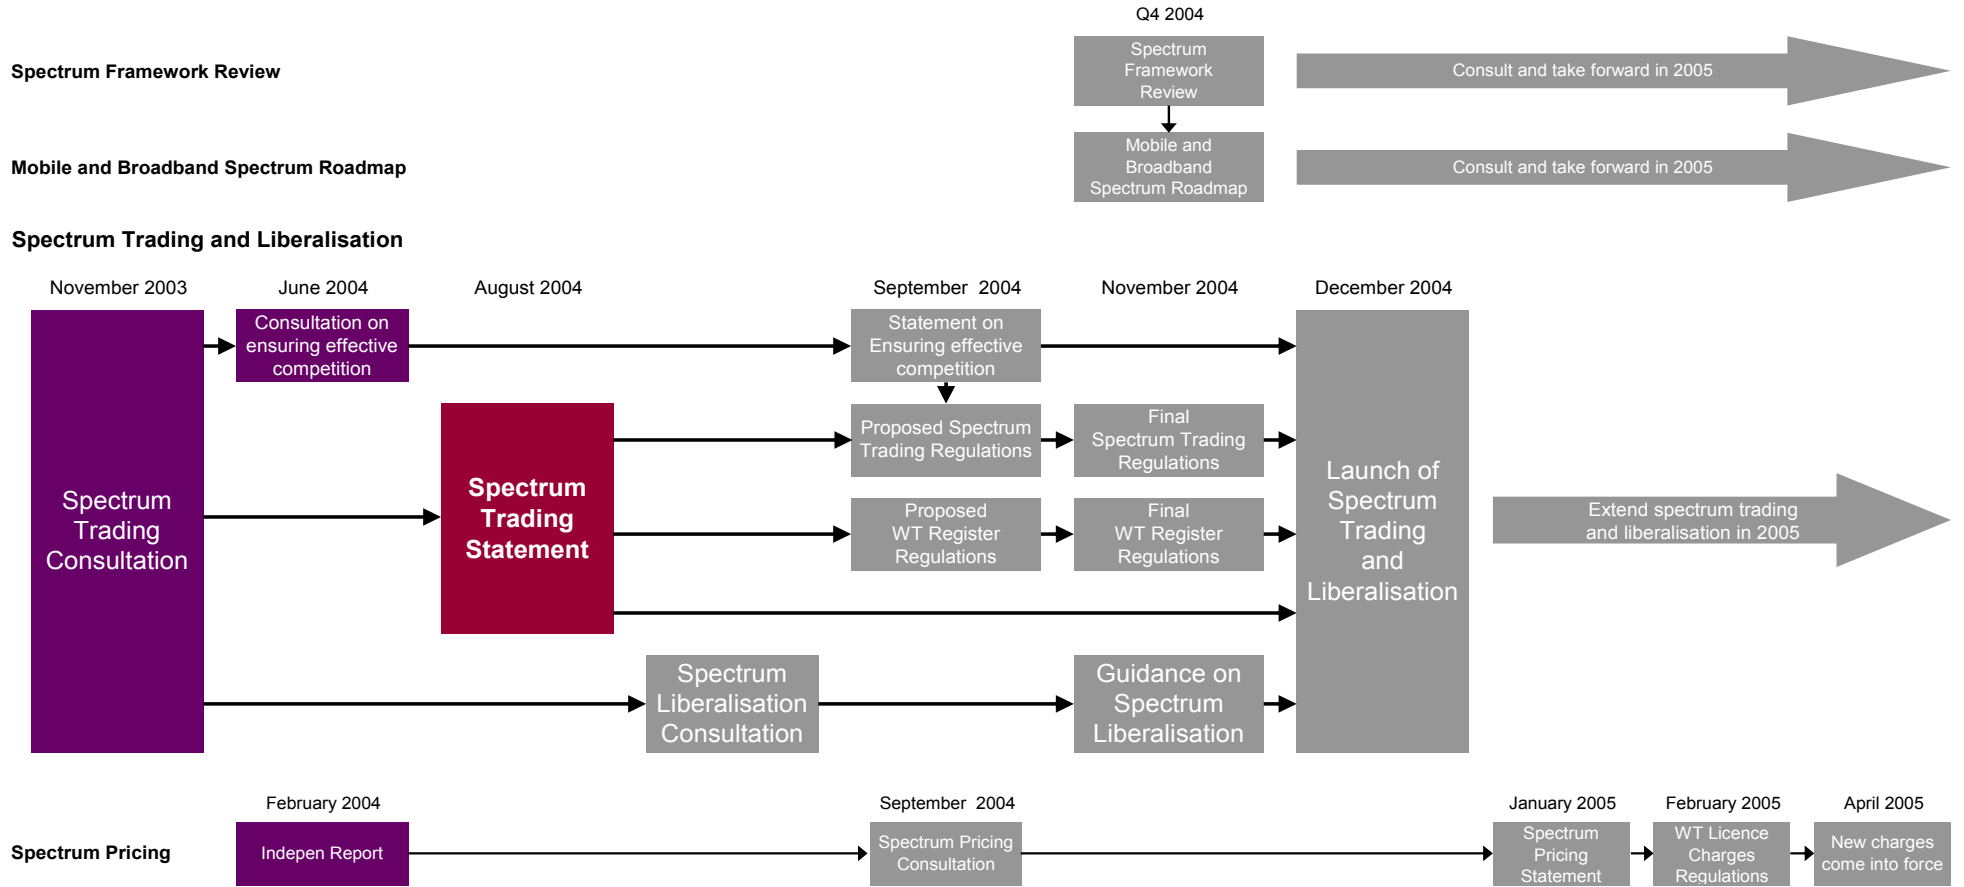 Q4 2004
Spectrum Framework Review
Spectrum
Framework
Review
Consult and take forward in 2005
Mobile and Broadband Spectrum Roadmap
Mobile and
Broadband
Spectrum Roadmap
Consult and take forward in 2005
Spectrum Trading and Liberalisation
November 2003
June 2004
August 2004
September 2004
November 2004
December 2004
Spectrum
Trading
Consultation
Consultation on
ensuring effective
competition
Statement on
Ensuring effective
competition
Spectrum
Trading
Statement
Proposed Spectrum
Trading Regulations
Final
Spectrum Trading
Regulations
Proposed
WT Register
Regulations
Final
WT Register
Regulations
Launch of
Spectrum
Trading
and
Liberalisation
Extend spectrum trading
and liberalisation in 2005
Spectrum
Liberalisation
Consultation
Guidance on
Spectrum
Liberalisation
February 2004
September 2004
January 2005
February 2005
April 2005
Spectrum Pricing
Indepen Report
Spectrum Pricing
Consultation
Spectrum
Pricing
Statement
WT Licence
Charges
Regulations
New charges
come into force